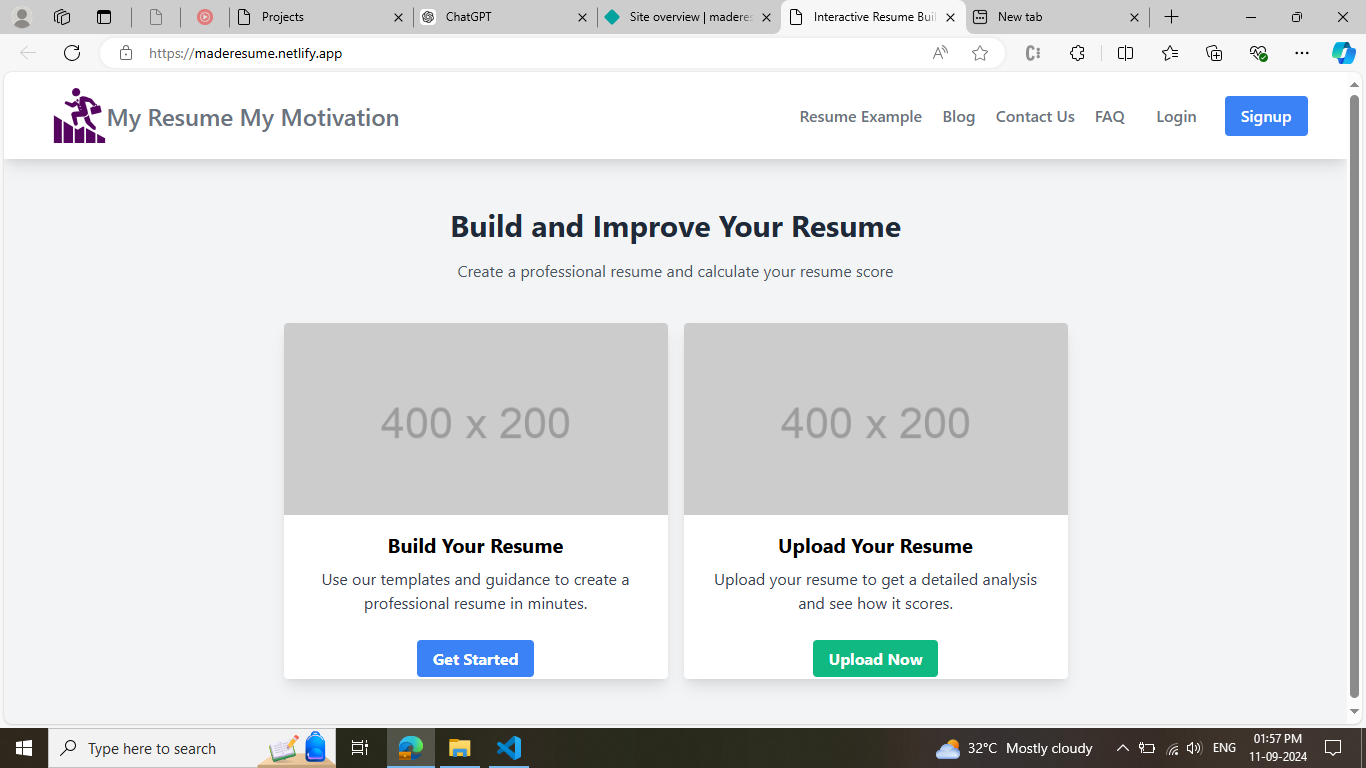 Projects
ChatGPT
Site overview | maderes
Interactive Resume Buil
New tab
https://maderesume.netlify.app
My Resume My Motivation
Resume Example
Blog
Contact Us
FAQ
Login
Signup
Build and Improve Your Resume
Create a professional resume and calculate your resume score
400 x 200
400 x 200
Build Your Resume
Use our templates and guidance to create a
professional resume in minutes.
Get Started
Upload Your Resume
Upload your resume to get a detailed analysis
and see how it scores.
Upload Now
Type here to search
32°C Mostly cloudy
ENG
01:57 PM
11-09-2024